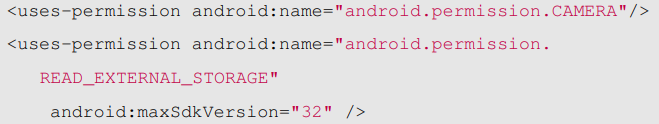 <uses-permission android:name="android.permission.CAMERA"/>
<uses-permission android:name="android.permission.
READ_EXTERNAL_STORAGE"
android:maxSdkVersion="32" />